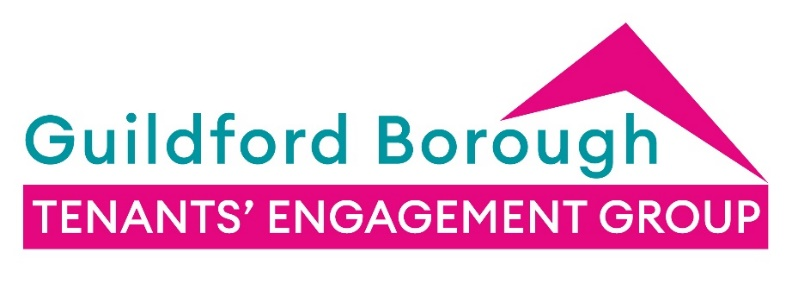 Guildford Borough
TENANTS’ ENGAGEMENT GROUP